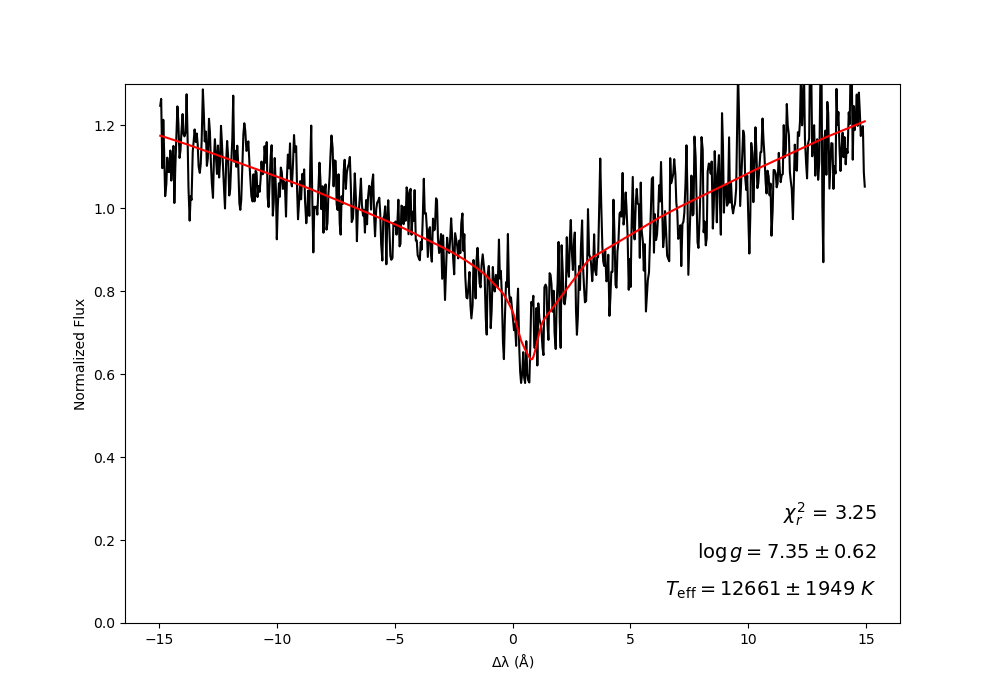 1.2
1.0
0.8
0.6
0.4
0.2
0.0
Normalized Flux
χ²ᵣ = 3.25
log g = 7.35 ± 0.62
T_eff = 12661 ± 1949 K
−15 −10 −5 0 5 10 15
Δλ (Å)